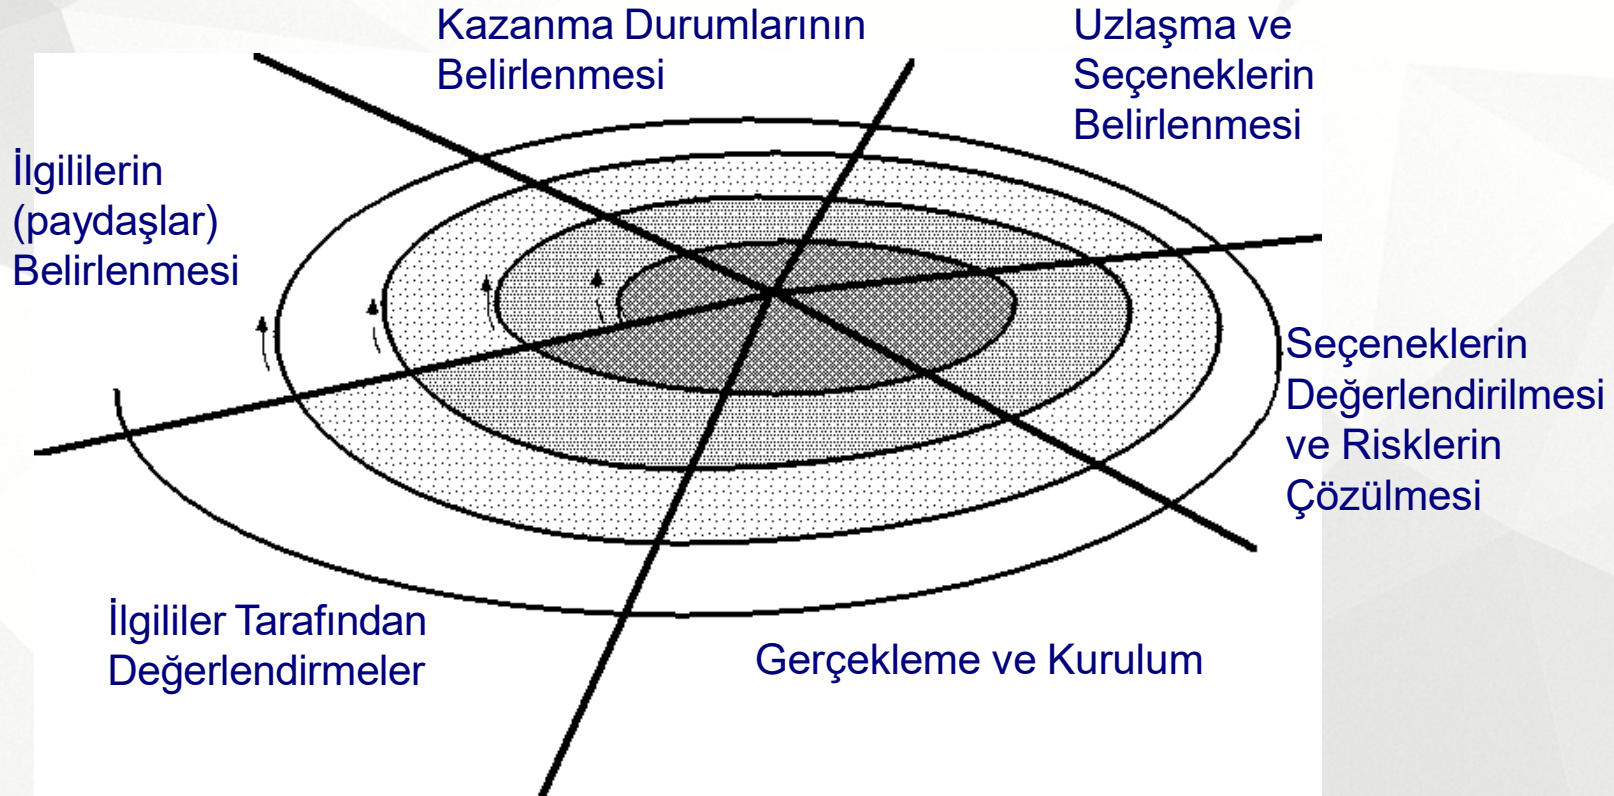 Kazanma Durumlarının
Belirlenmesi
Uzlaşma ve
Seçeneklerin
Belirlenmesi
İlgililerin
(paydaşlar)
Belirlenmesi
Seçeneklerin
Değerlendirilmesi
ve Risklerin
Çözülmesi
İlgililer Tarafından
Değerlendirmeler
Gerçekleme ve Kurulum